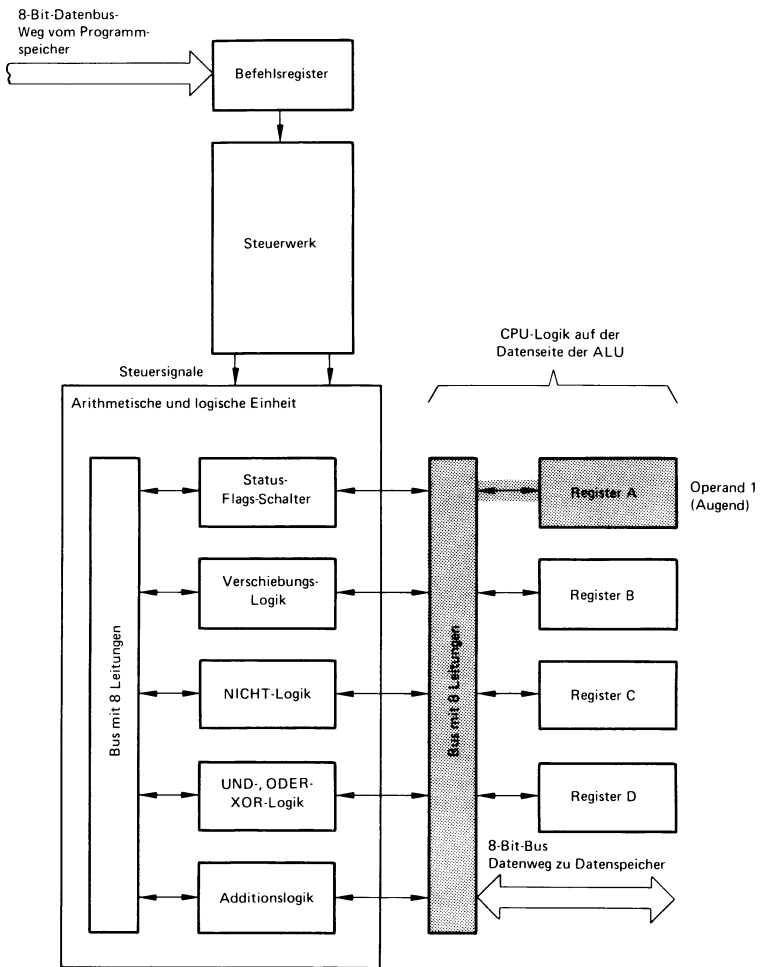 8-Bit-Datenbus-
Weg vom Programm-
speicher
Befehlsregister
Steuerwerk
CPU-Logik auf der
Datenseite der ALU
Steuersignale
Arithmetische und logische Einheit
Bus mit 8 Leitungen
Status-
Flags-Schalter
Verschiebungs-
Logik
NICHT-Logik
UND-, ODER-
XOR-Logik
Additionslogik
Bus mit 8 Leitungen
Register A
Operand 1
(Augend)
Register B
Register C
Register D
8-Bit-Bus
Datenweg zu Datenspeicher